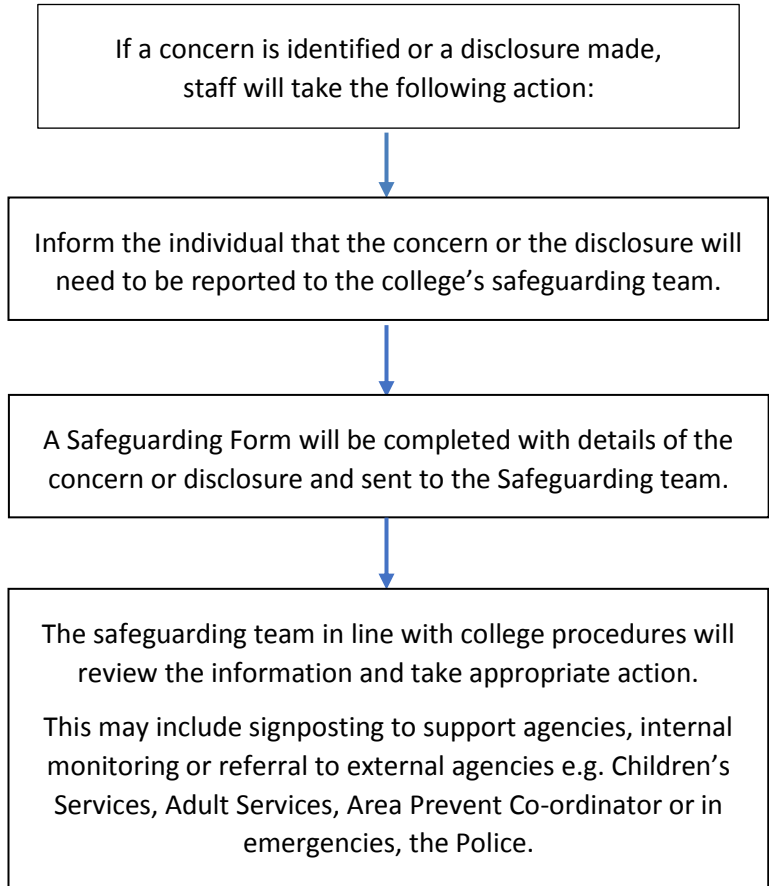 If a concern is identified or a disclosure made,
staff will take the following action:
Inform the individual that the concern or the disclosure will
need to be reported to the college’s safeguarding team.
A Safeguarding Form will be completed with details of the
concern or disclosure and sent to the Safeguarding team.
The safeguarding team in line with college procedures will
review the information and take appropriate action.
This may include signposting to support agencies, internal
monitoring or referral to external agencies e.g. Children’s
Services, Adult Services, Area Prevent Co-ordinator or in
emergencies, the Police.